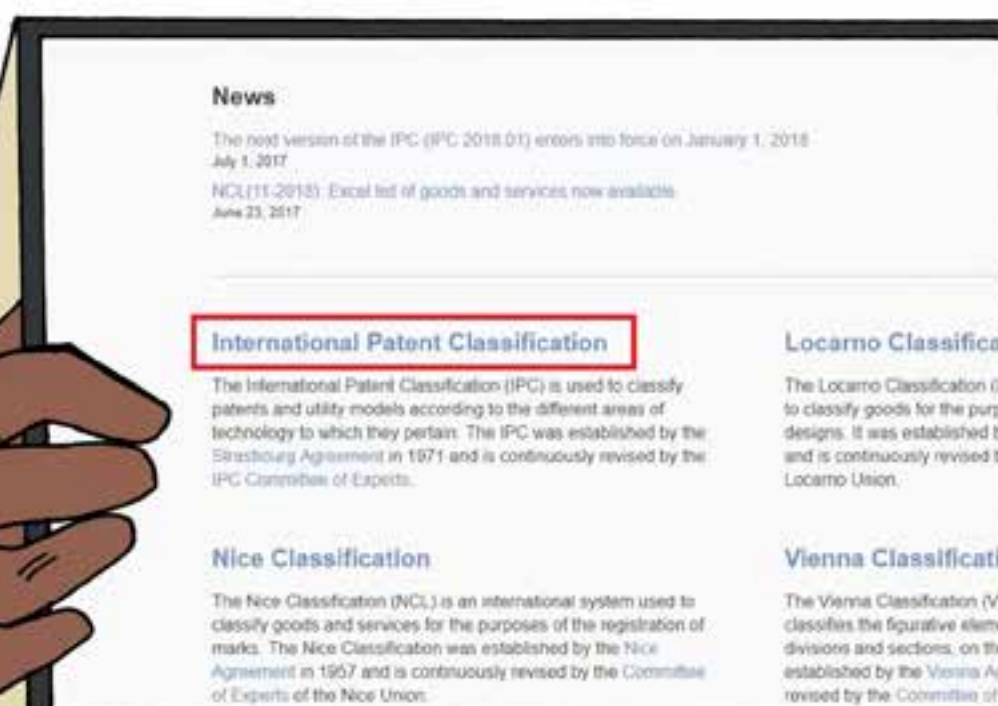 News
The next version of the IPC (IPC 2018.01) enters into force on January 1, 2018
July 1, 2017
NCL(11-2018): Excel list of goods and services now available
June 23, 2017
International Patent Classification
The International Patent Classification (IPC) is used to classify
patents and utility models according to the different areas of
technology to which they pertain. The IPC was established by the
Strasbourg Agreement in 1971 and is continuously revised by the
IPC Committee of Experts.
Locarno Classifica
The Locarno Classification (
to classify goods for the purp
designs. It was established b
and is continuously revised b
Locarno Union.
Nice Classification
The Nice Classification (NCL) is an international system used to
classify goods and services for the purposes of the registration of
marks. The Nice Classification was established by the Nice
Agreement in 1957 and is continuously revised by the Committee
of Experts of the Nice Union.
Vienna Classificati
The Vienna Classification (V
classifies the figurative elem
divisions and sections, on th
established by the Vienna Ag
revised by the Committee of